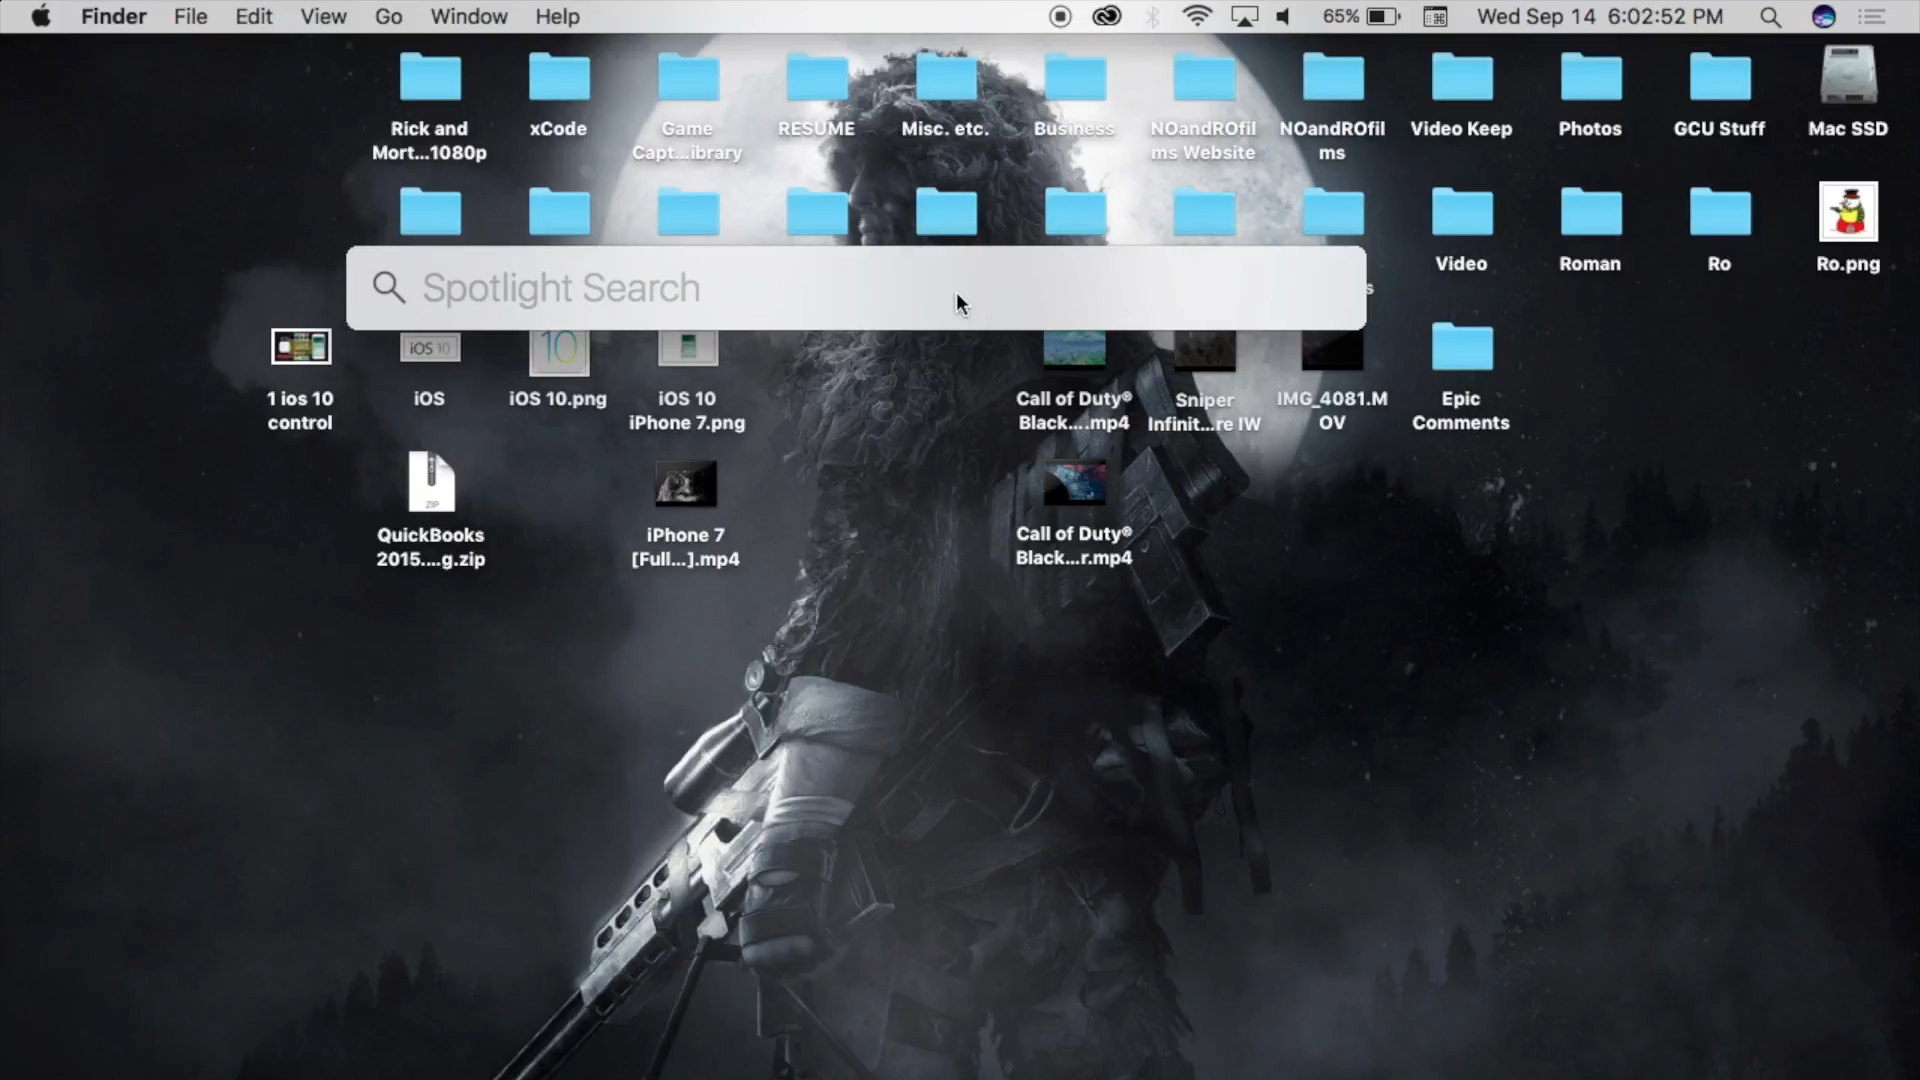 Finder File Edit View Go Window Help 65% Wed Sep 14 6:02:52 PM
Rick and
Mort...1080p
xCode
Game
Capt...ibrary
RESUME
Misc. etc.
Business
NOandROfil
ms Website
NOandROfil
ms
Video Keep
Photos
GCU Stuff
Mac SSD
Spotlight Search
s
Video
Roman
Ro
Ro.png
1 ios 10
control
iOS 10
iOS
10
iOS 10.png
iOS 10
iPhone 7.png
Call of Duty®
Black....mp4
Sniper
Infinit...re IW
IMG_4081.M
OV
Epic
Comments
ZIP
QuickBooks
2015....g.zip
iPhone 7
[Full...].mp4
Call of Duty®
Black...r.mp4